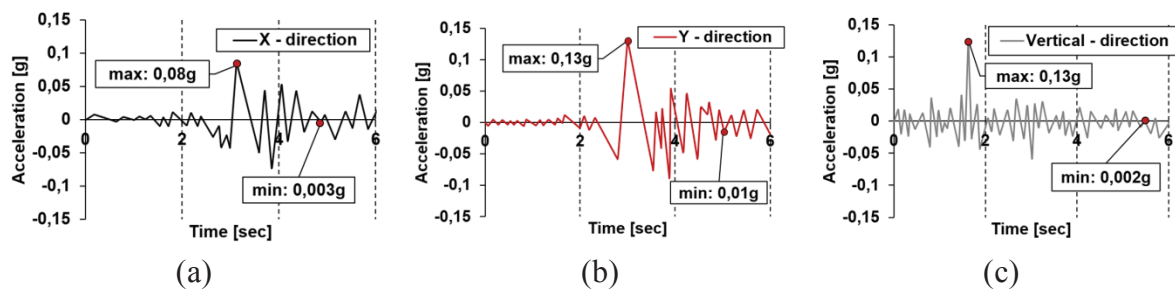 Acceleration [g]
0,15
0,1
0,05
0
-0,05
-0,1
-0,15
X - direction
max: 0,08g
min: 0,003g
0 2 4 6
Time [sec]
(a)
Acceleration [g]
0,15
0,1
0,05
0
-0,05
-0,1
-0,15
Y - direction
max: 0,13g
min: 0,01g
0 2 4 6
Time [sec]
(b)
Acceleration [g]
0,15
0,1
0,05
0
-0,05
-0,1
-0,15
Vertical - direction
max: 0,13g
min: 0,002g
0 2 4 6
Time [sec]
(c)